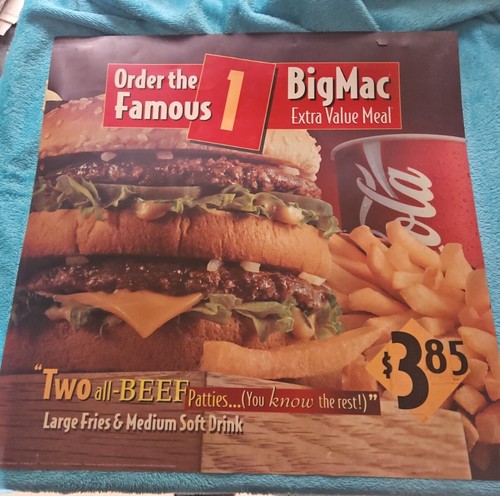 Order the
Famous
1
BigMac
Extra Value Meal
ola
$3.85
"Two all-BEEF Patties...(You know the rest!)"
Large Fries & Medium Soft Drink